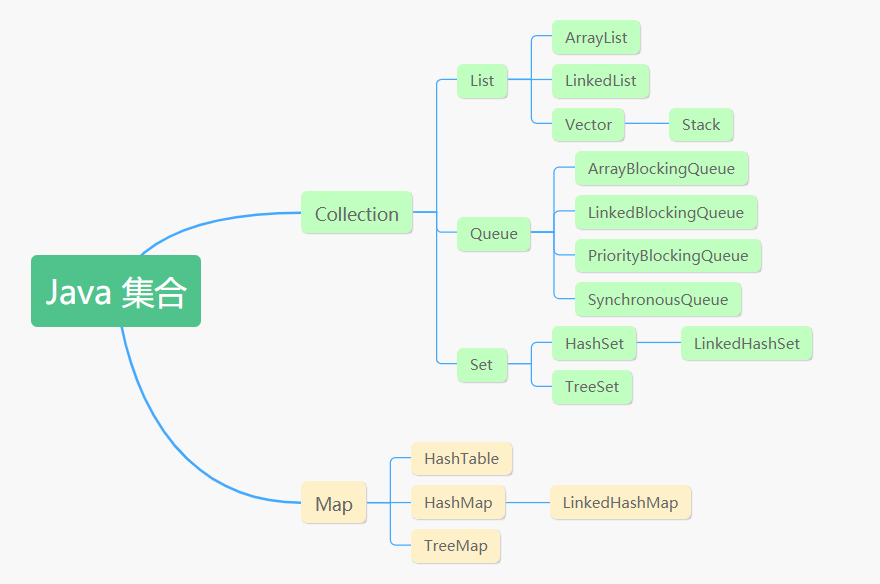 Java 集合
Collection
List
ArrayList
LinkedList
Vector
Stack
Queue
ArrayBlockingQueue
LinkedBlockingQueue
PriorityBlockingQueue
SynchronousQueue
Set
HashSet
LinkedHashSet
TreeSet
Map
HashTable
HashMap
LinkedHashMap
TreeMap